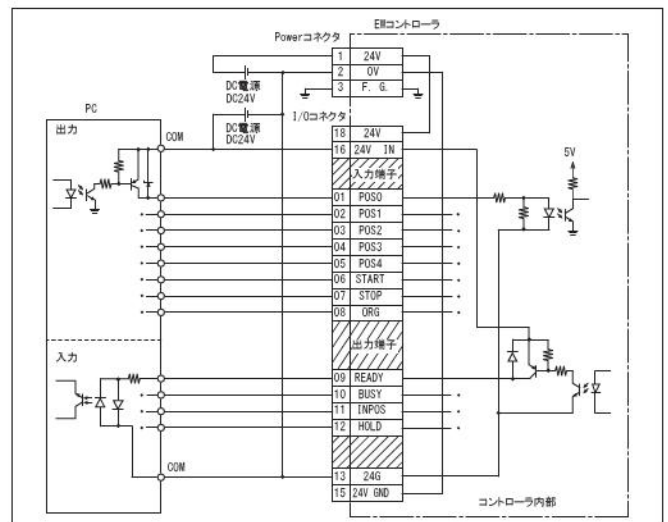 EMコントローラ
Powerコネクタ
1 24V
2 0V
3 F. G.
DC電源
DC24V
DC電源
DC24V
I/Oコネクタ
PC
出力
COM
18 24V
16 24V IN
入力端子
5V
01 POS0
02 POS1
03 POS2
04 POS3
05 POS4
06 START
07 STOP
08 ORG
出力端子
入力
09 READY
10 BUSY
11 INPOS
12 HOLD
COM
13 24G
15 24V GND
コントローラ内部